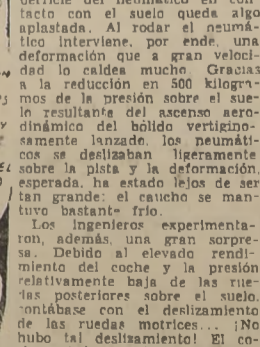 derficie del neumático en con-
tacto con el suelo queda algo
aplastada. Al rodar el neumá-
tico interviene, por ende, una
deformación que a gran veloci-
dad lo caldea mucho. Gracias
a la reducción en 500 kilogra-
mos de la presión sobre el sue-
lo resultante del ascenso aero-
dinámico del bólido vertigino-
samente lanzado, los neumáti-
cos se deslizaban ligeramente
sobre la pista y la deformación,
esperada, ha estado lejos de ser
tan grande: el caucho se man-
tuvo bastante frío.
Los ingenieros experimenta-
ron, además, una gran sorpre-
sa. Debido al elevado rendi-
miento del coche y la presión
relativamente baja de las rue-
das posteriores sobre el suelo,
contábase con el deslizamiento
de las ruedas motrices... ¡No
hubo tal deslizamiento! El co-